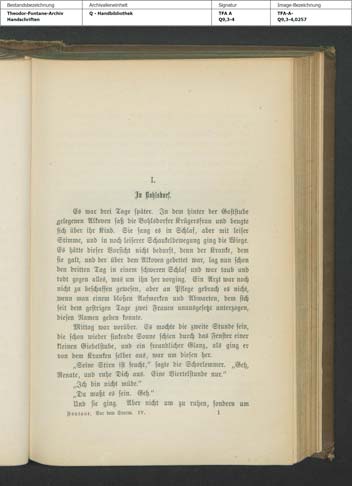 Bestandsbezeichnung Archivalieneinheit Signatur Image-Bezeichnung
Theodor-Fontane-Archiv Q - Handbibliothek TFA A TFA-A-
Handschriften Q9,3-4 Q9,3-4,0257
I.
In Bohlsdorf.
Es war drei Tage später. In dem hinter der Gaststube
gelegenen Alkoven saß die Bohlsdorfer Krügersfrau und beugte
sich über ihr Kind. Sie sang es in Schlaf, aber mit leiser
Stimme, und in noch leiserer Schaukelbewegung ging die Wiege.
Es hätte dieser Vorsicht nicht bedurft, denn der Kranke, dem
sie galt, und der über dem Alkoven gebettet war, lag nun schon
den dritten Tag in einem schweren Schlaf und war taub und
todt gegen alles, was um ihn her vorging. Ein Arzt war noch
nicht zu beschaffen gewesen, aber an Pflege gebrach es nicht,
wenn man einem bloßen Aufmerken und Abwarten, dem sich
seit dem gestrigen Tage zwei Frauen unausgesetzt unterzogen,
diesen Namen geben konnte.
Mittag war vorüber. Es mochte die zweite Stunde sein,
die schon wieder sinkende Sonne schien durch das Fenster einer
kleinen Giebelstube, und ein freundlicher Glanz, als ging er
von dem Kranken selber aus, war um diesen her.
„Seine Stirn ist feucht,“ sagte die Schorlemmer. „Geh,
Renate, und ruhe Dich aus. Eine Viertelstunde nur.“
„Ich bin nicht müde.“
„Du mußt es sein. Geh.“
Und sie ging. Aber nicht um zu ruhen, sondern um
Fontane, Vor dem Sturm. IV. 1